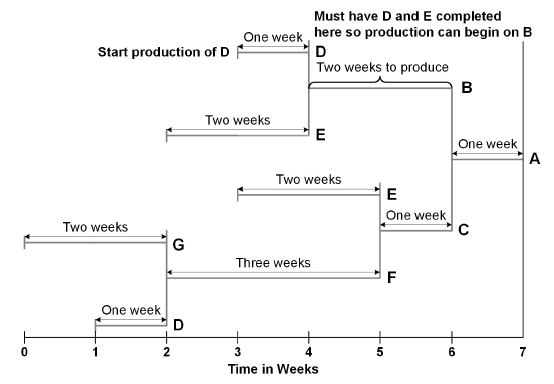 Must have D and E completed
here so production can begin on B
One week
Start production of D
D
Two weeks to produce
B
Two weeks
E
One week
A
Two weeks
E
One week
C
Two weeks
G
Three weeks
F
One week
D
0 1 2 3 4 5 6 7
Time in Weeks